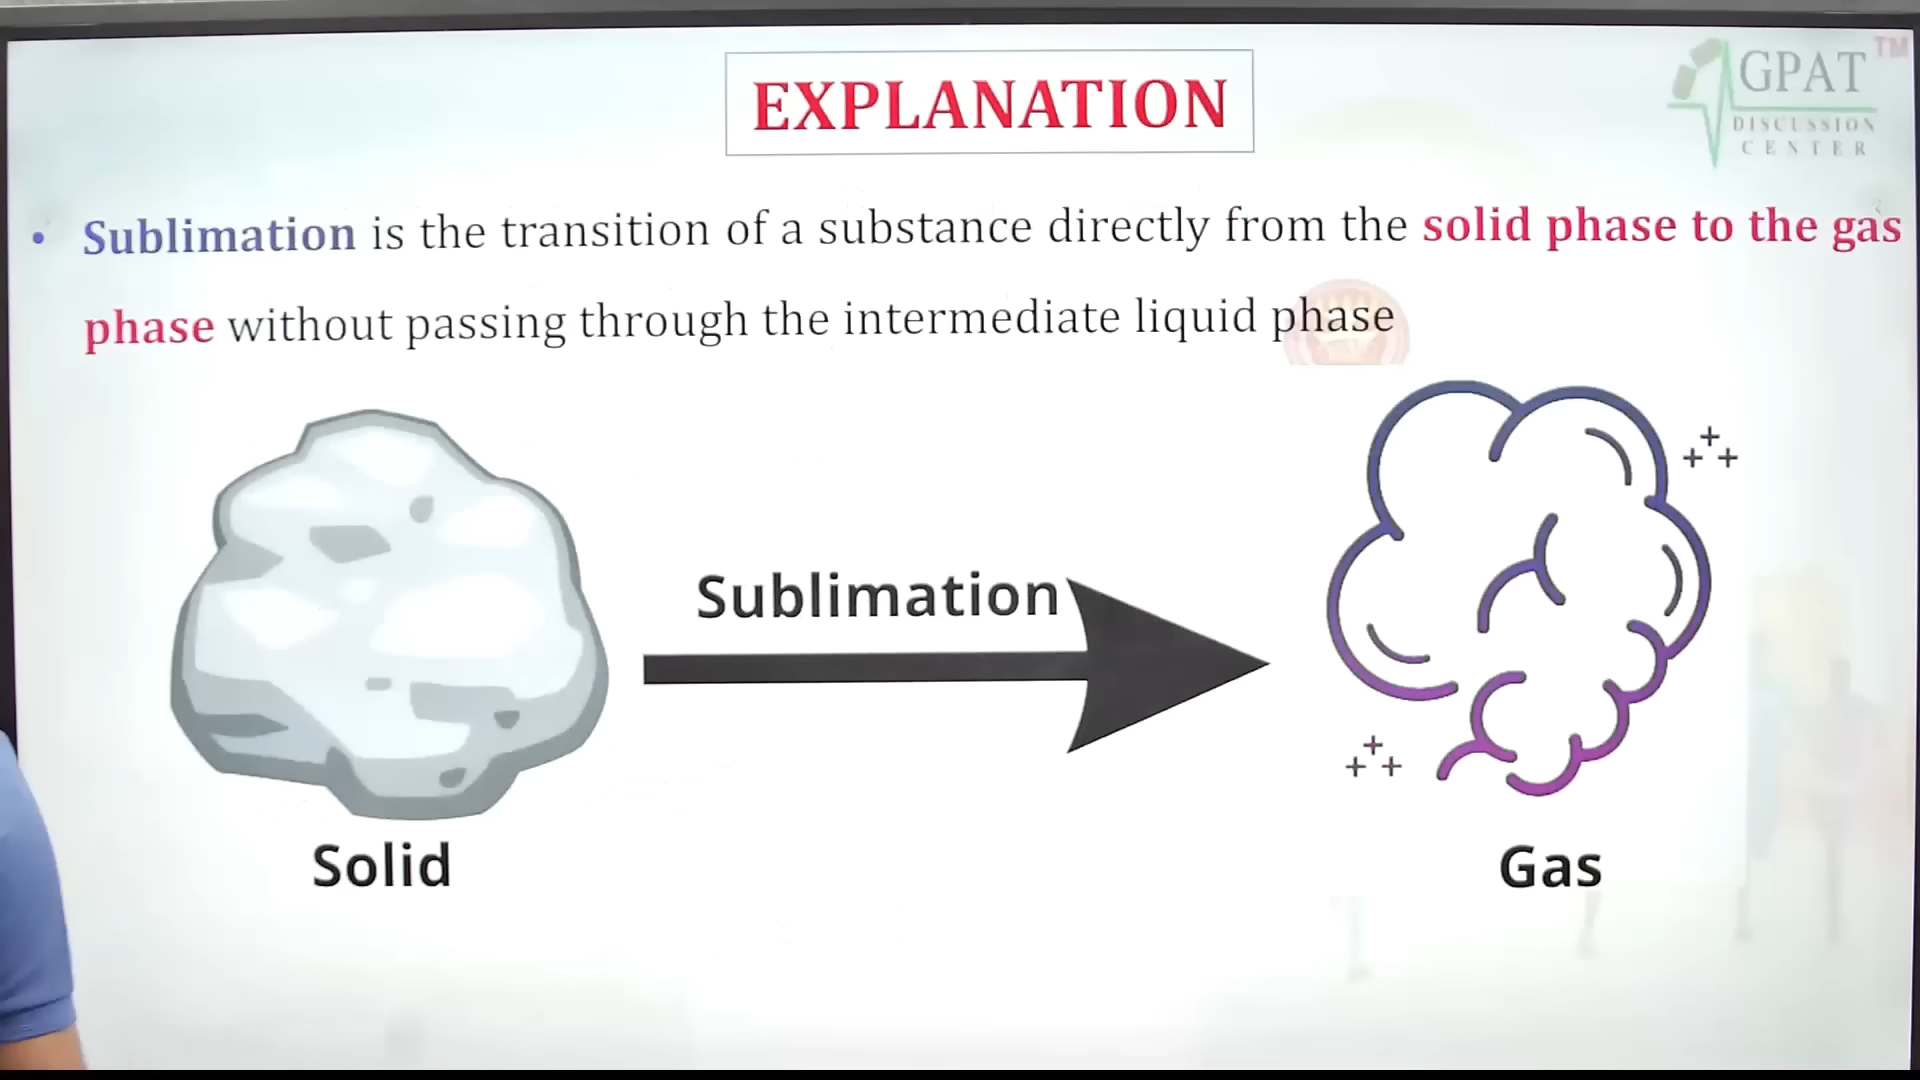 EXPLANATION
GPAT TM
DISCUSSION
CENTER
• Sublimation is the transition of a substance directly from the solid phase to the gas
phase without passing through the intermediate liquid phase
Sublimation
Solid
Gas